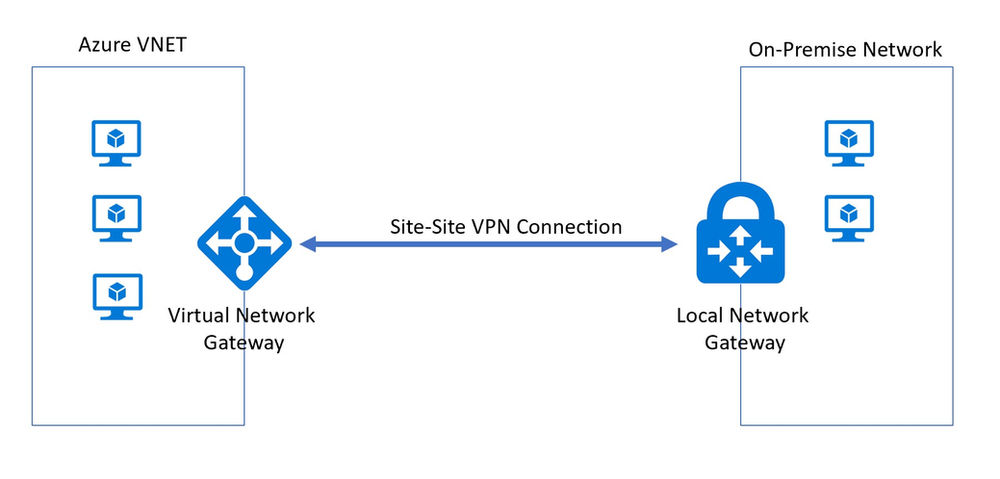 Azure VNET
On-Premise Network
Site-Site VPN Connection
Virtual Network
Gateway
Local Network
Gateway